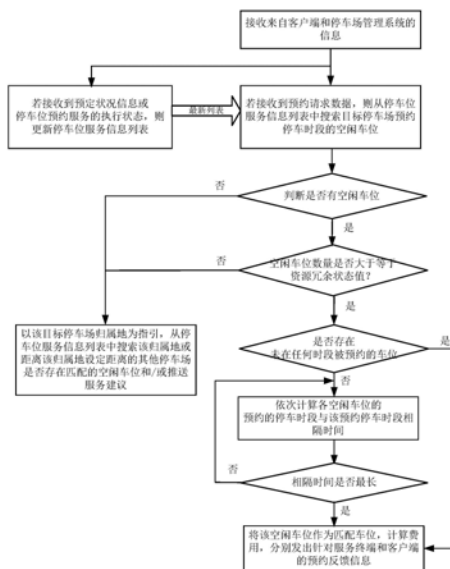 接收来自客户端和停车场管理系统的
信息
若接收到预定状况信息或
停车位预约服务的执行状态，则
更新停车位服务信息列表
最新列表
若接收到预约请求数据，则从停车位
服务信息列表中搜索目标停车场预约
停车时段的空闲车位
否
判断是否有空闲车位
是
否
空闲车位数量是否大于等于
资源冗余状态值？
是
以该目标停车场归属地为指引，从停
车位服务信息列表中搜索该归属地或
距离该归属地设定距离的其他停车场
是否存在匹配的空闲车位和/或推送
服务建议
是否存在
未在任何时段被预约的车位
是
否
依次计算各空闲车位的
预约的停车时段与该预约停车时段相
隔时间
否
相隔时间是否最长
是
将该空闲车位作为匹配车位，计算费
用，分别发出针对服务终端和客户端
的预约反馈信息